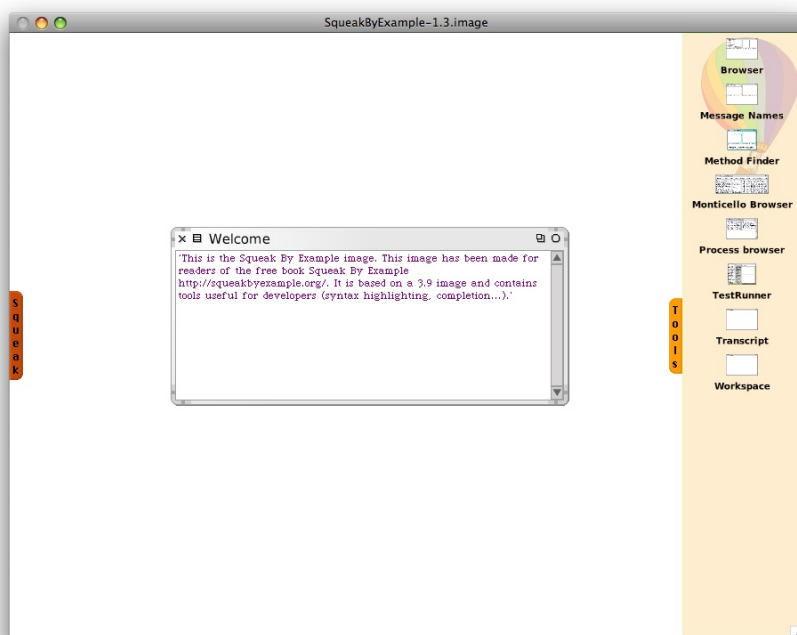 SqueakByExample-1.3.image
Squeak
Welcome
'This is the Squeak By Example image. This image has been made for
readers of the free book Squeak By Example
http://squeakbyexample.org/. It is based on a 3.9 image and contains
tools useful for developers (syntax highlighting, completion...).'
Tools
Browser
Message Names
Method Finder
Monticello Browser
Process browser
TestRunner
Transcript
Workspace